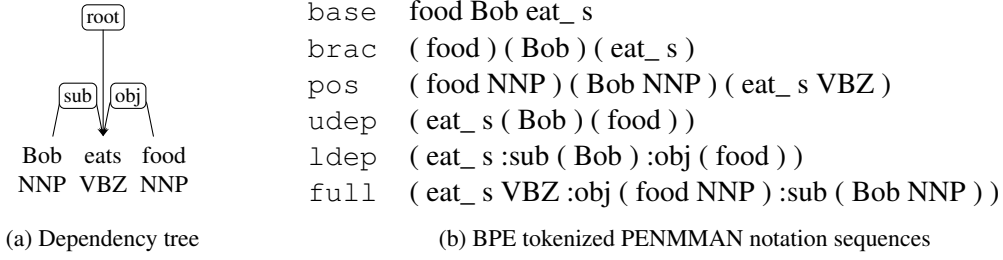 root
sub obj
Bob eats food
NNP VBZ NNP
(a) Dependency tree
base food Bob eat_ s
brac ( food ) ( Bob ) ( eat_ s )
pos ( food NNP ) ( Bob NNP ) ( eat_ s VBZ )
udep ( eat_ s ( Bob ) ( food ) )
ldep ( eat_ s :sub ( Bob ) :obj ( food ) )
full ( eat_ s VBZ :obj ( food NNP ) :sub ( Bob NNP ) )
(b) BPE tokenized PENMMAN notation sequences